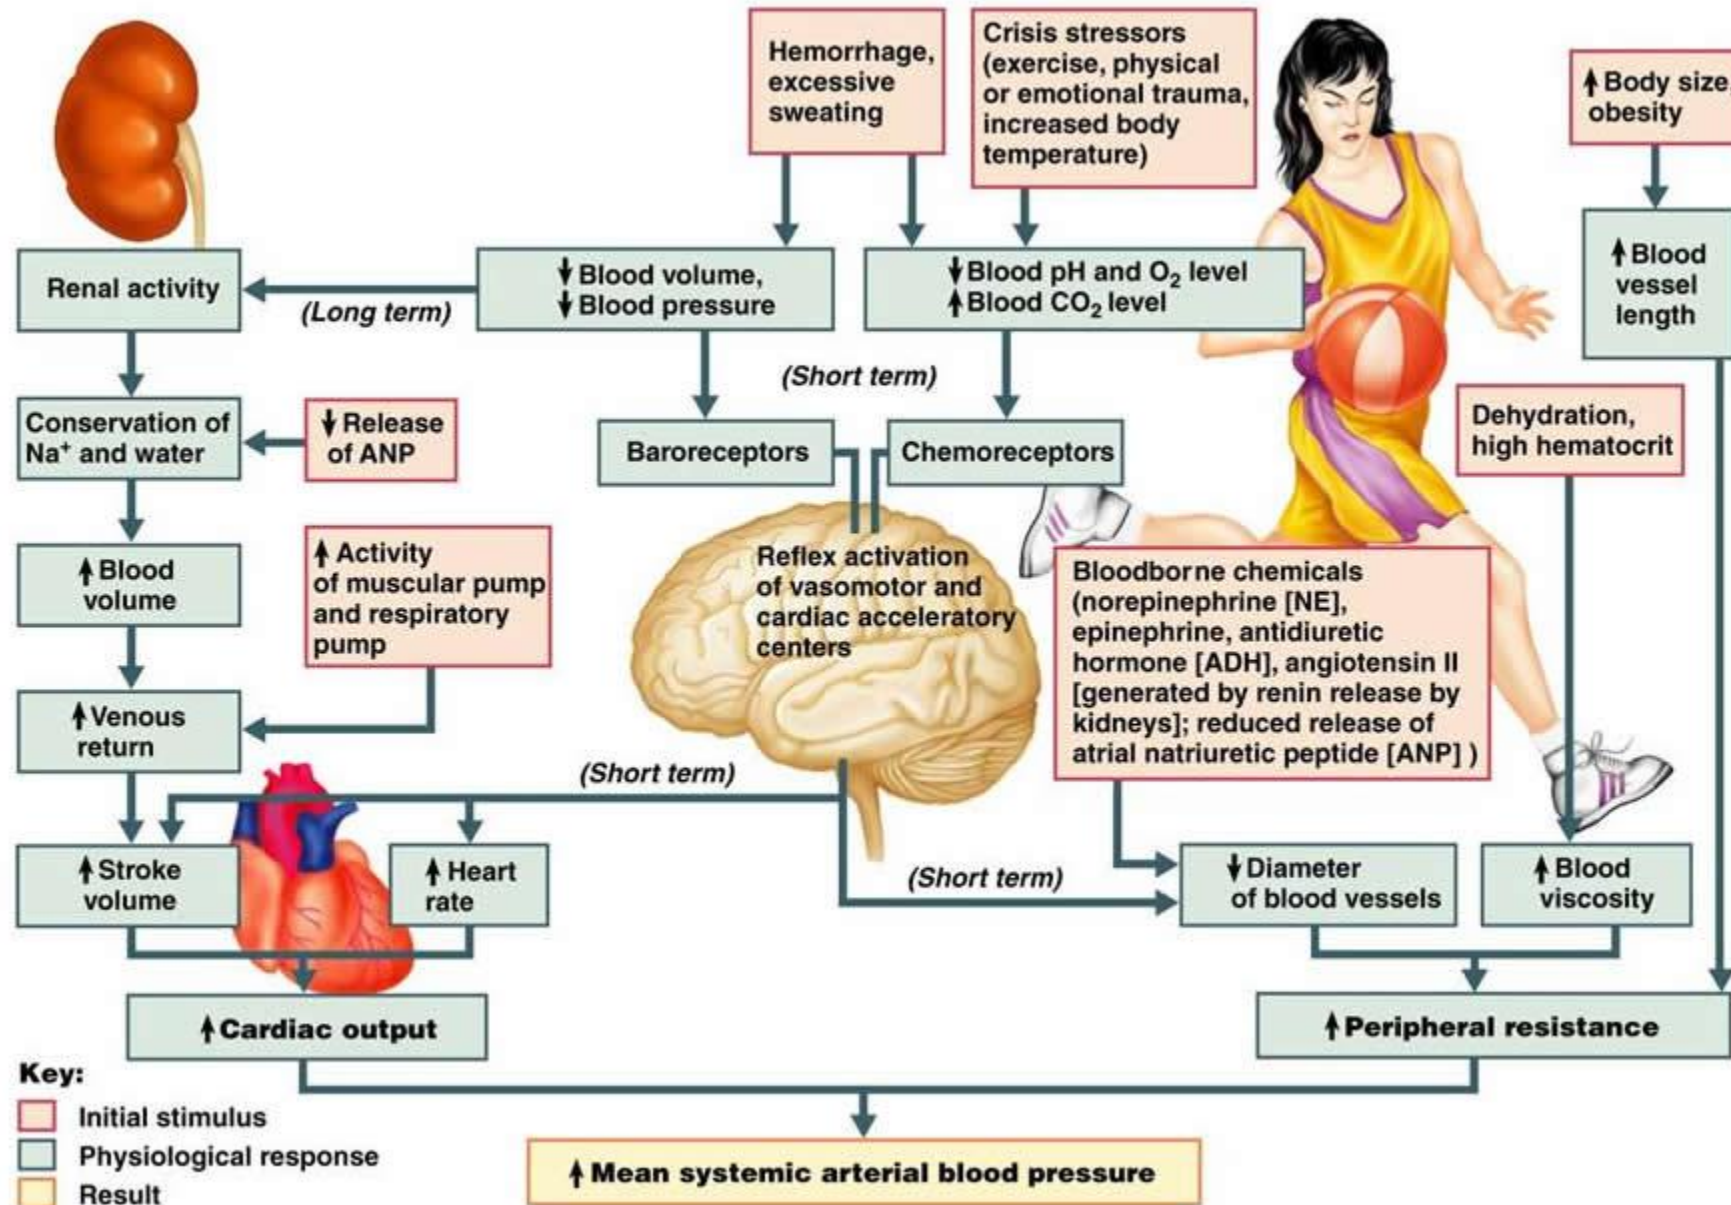 Hemorrhage,
excessive
sweating
Crisis stressors
(exercise, physical
or emotional trauma,
increased body
temperature)
↑ Body size,
obesity
Renal activity
(Long term)
↓ Blood volume,
↓ Blood pressure
↓ Blood pH and O₂ level
↑ Blood CO₂ level
↑ Blood
vessel
length
(Short term)
Conservation of
Na⁺ and water
↓ Release
of ANP
Baroreceptors
Chemoreceptors
Dehydration,
high hematocrit
↑ Blood
volume
↑ Activity
of muscular pump
and respiratory
pump
Reflex activation
of vasomotor and
cardiac acceleratory
centers
Bloodborne chemicals
(norepinephrine [NE],
epinephrine, antidiuretic
hormone [ADH], angiotensin II
[generated by renin release by
kidneys]; reduced release of
atrial natriuretic peptide [ANP] )
↑ Venous
return
(Short term)
↑ Stroke
volume
↑ Heart
rate
(Short term)
↓ Diameter
of blood vessels
↑ Blood
viscosity
↑ Cardiac output
↑ Peripheral resistance
Key:
Initial stimulus
Physiological response
Result
↑ Mean systemic arterial blood pressure